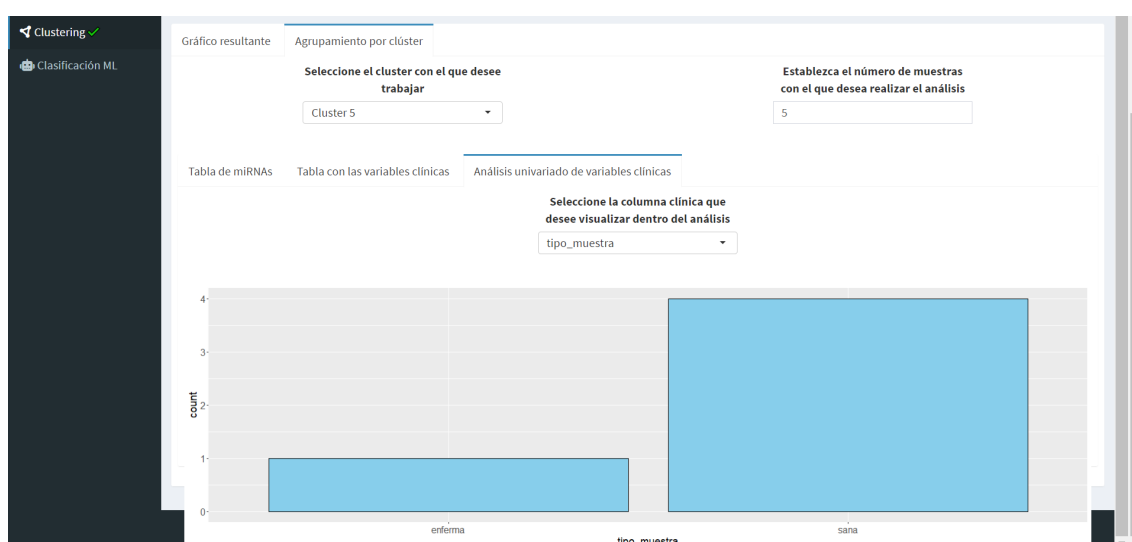 Clustering
Clasificación ML
Gráfico resultante
Agrupamiento por clúster
Seleccione el cluster con el que desee
trabajar
Cluster 5
Establezca el número de muestras
con el que desea realizar el análisis
5
Tabla de miRNAs
Tabla con las variables clínicas
Análisis univariado de variables clínicas
Seleccione la columna clínica que
desee visualizar dentro del análisis
tipo_muestra
4
3
2
1
0
count
enferma
sana
tipo_muestra